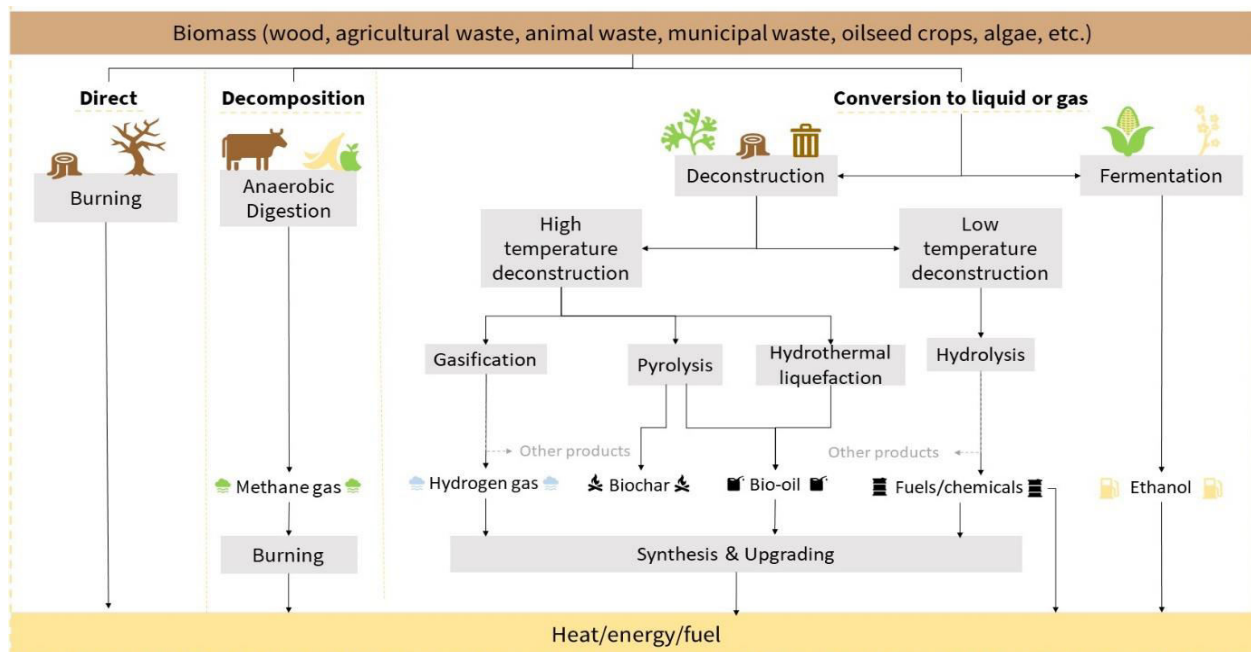 Biomass (wood, agricultural waste, animal waste, municipal waste, oilseed crops, algae, etc.)
Direct
Decomposition
Conversion to liquid or gas
Burning
Anaerobic
Digestion
Deconstruction
Fermentation
High
temperature
deconstruction
Low
temperature
deconstruction
Gasification
Pyrolysis
Hydrothermal
liquefaction
Hydrolysis
Other products
Other products
Methane gas
Hydrogen gas
Biochar
Bio-oil
Fuels/chemicals
Ethanol
Burning
Synthesis & Upgrading
Heat/energy/fuel